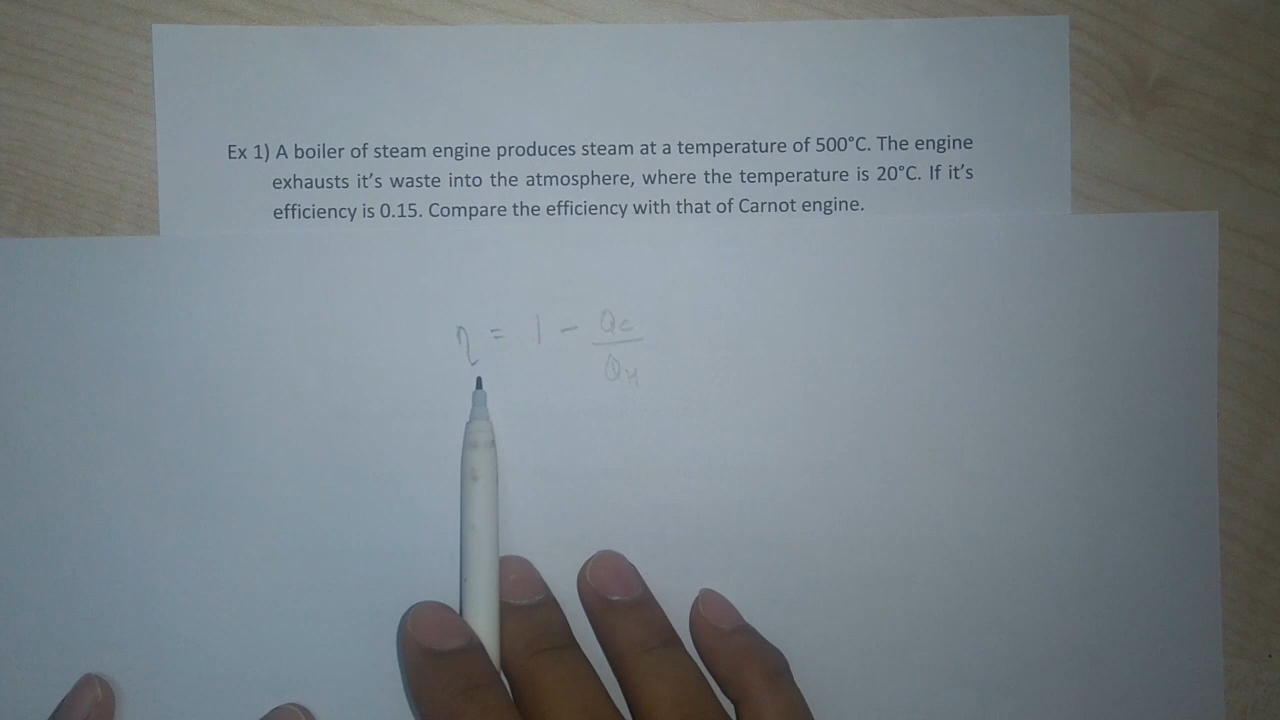 Ex 1) A boiler of steam engine produces steam at a temperature of 500°C. The engine
exhausts it’s waste into the atmosphere, where the temperature is 20°C. If it’s
efficiency is 0.15. Compare the efficiency with that of Carnot engine.
η = 1 - Qc
QH